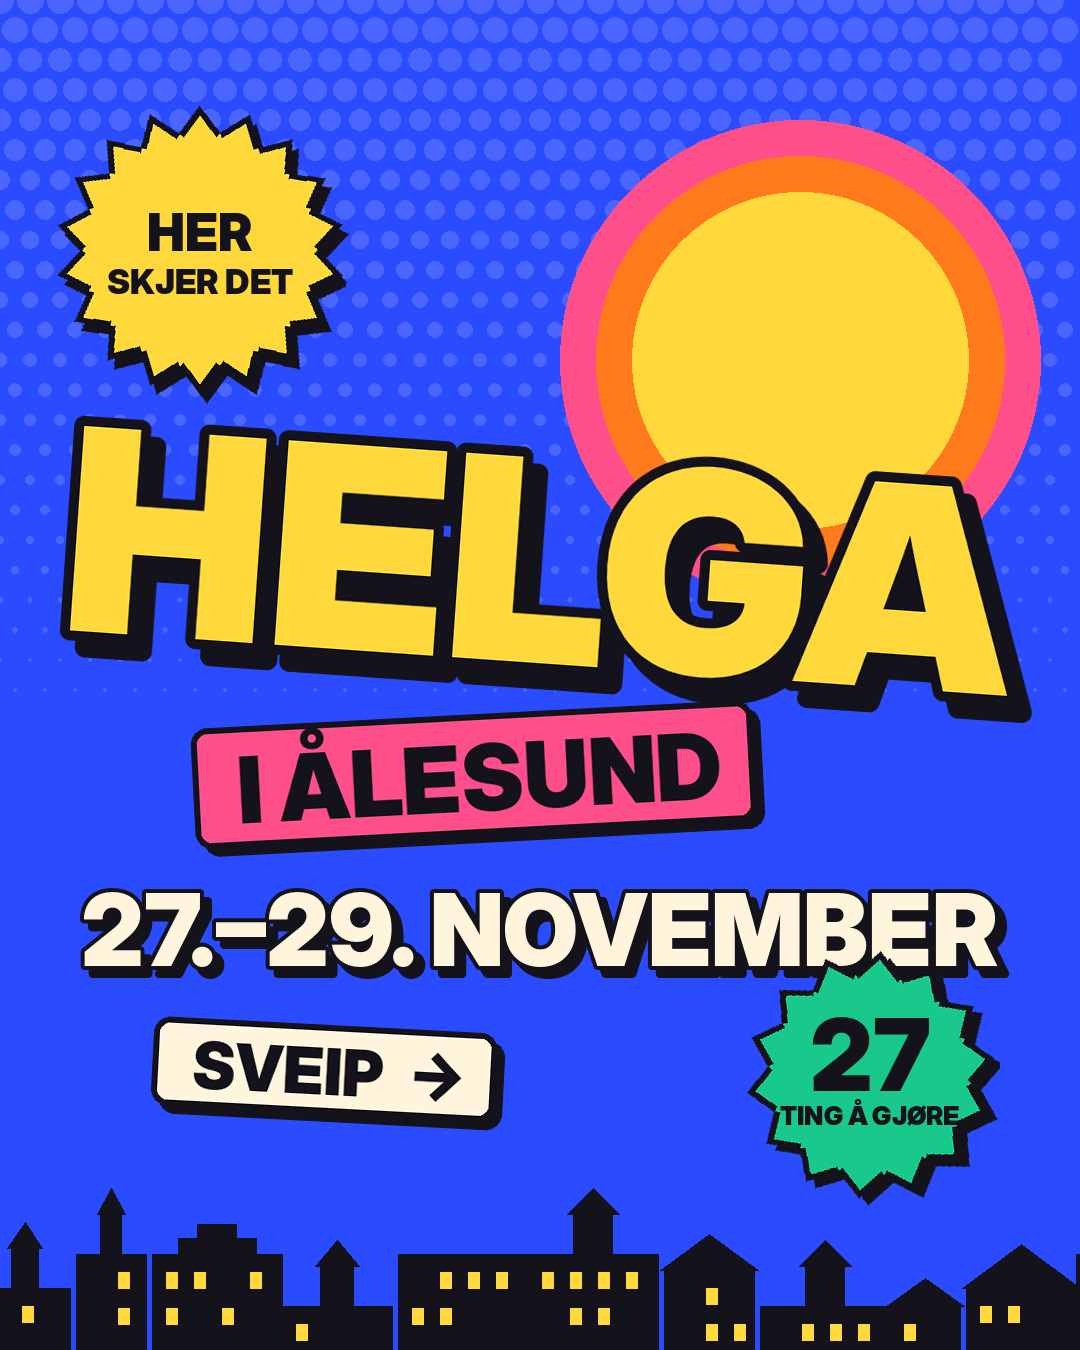 HER
SKJER DET
HELGA
I ÅLESUND
27.–29. NOVEMBER
SVEIP →
27
TING Å GJØRE